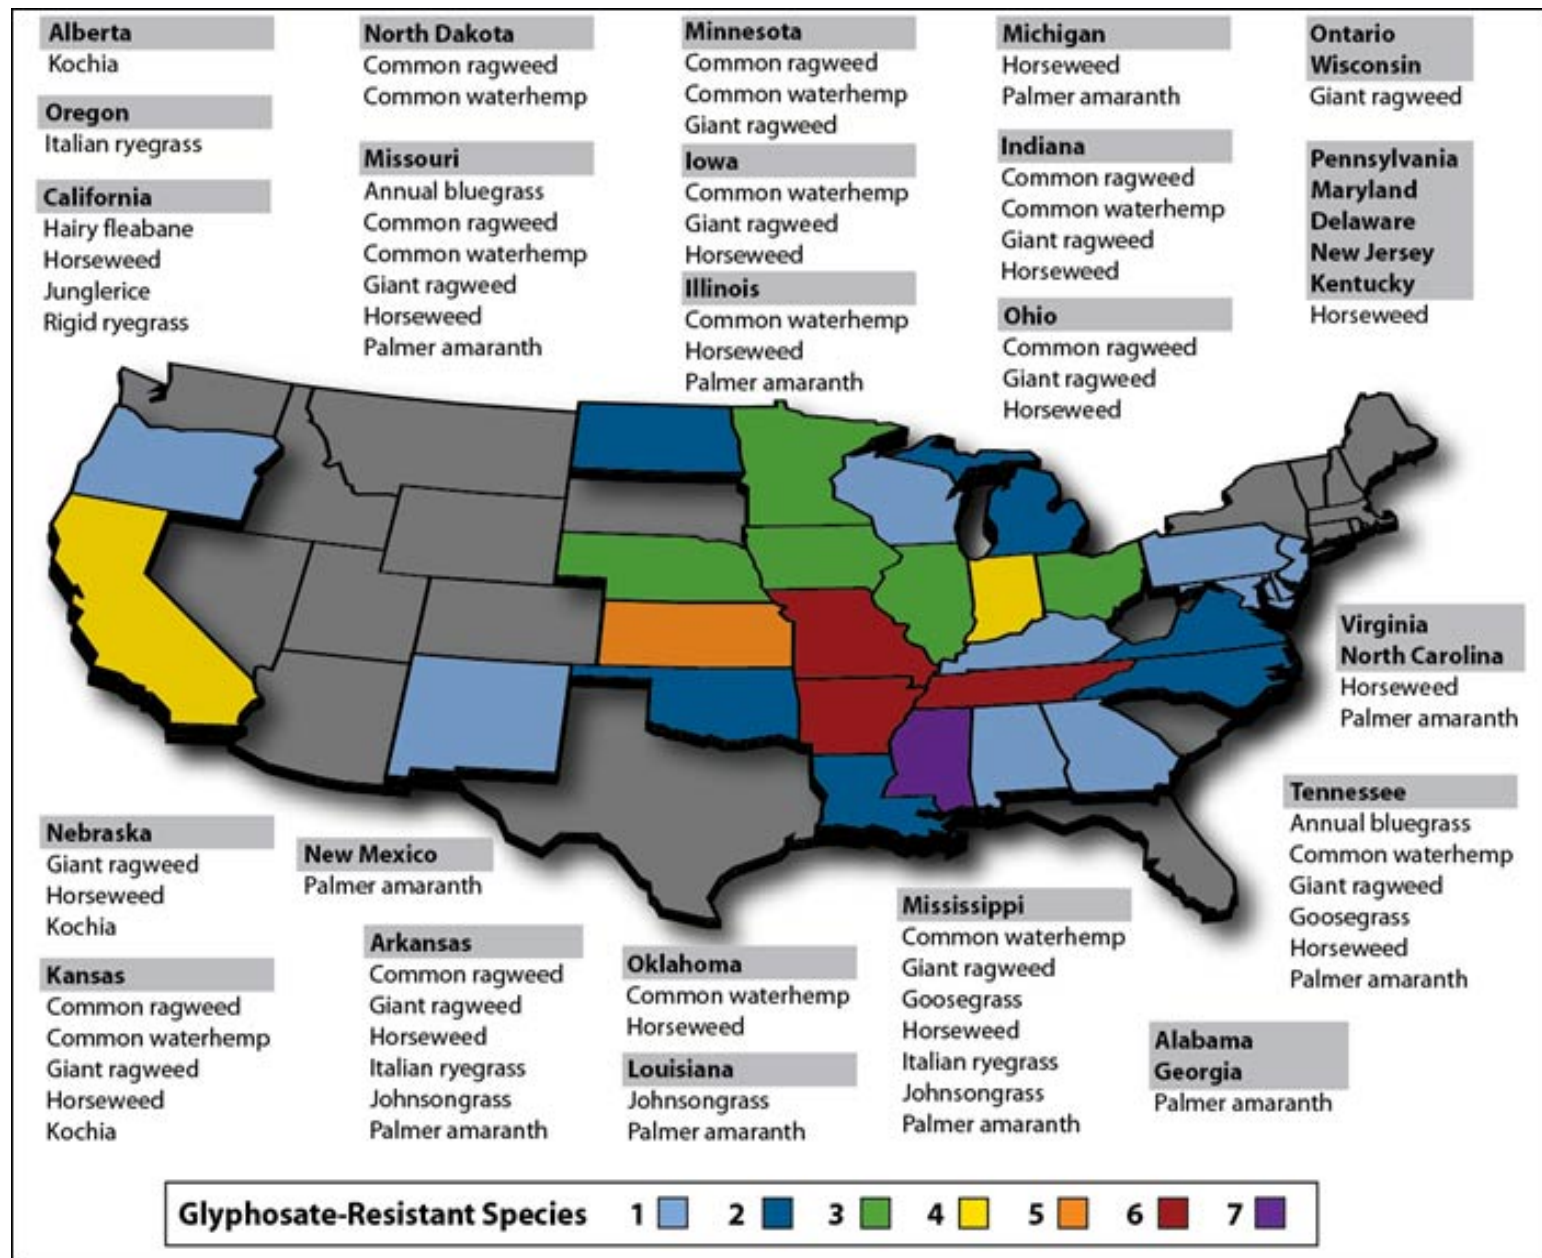 Alberta
Kochia
Oregon
Italian ryegrass
California
Hairy fleabane
Horseweed
Junglerice
Rigid ryegrass
North Dakota
Common ragweed
Common waterhemp
Missouri
Annual bluegrass
Common ragweed
Common waterhemp
Giant ragweed
Horseweed
Palmer amaranth
Minnesota
Common ragweed
Common waterhemp
Giant ragweed
Iowa
Common waterhemp
Giant ragweed
Horseweed
Illinois
Common waterhemp
Horseweed
Palmer amaranth
Michigan
Horseweed
Palmer amaranth
Indiana
Common ragweed
Common waterhemp
Giant ragweed
Horseweed
Ohio
Common ragweed
Giant ragweed
Horseweed
Ontario
Wisconsin
Giant ragweed
Pennsylvania
Maryland
Delaware
New Jersey
Kentucky
Horseweed
Virginia
North Carolina
Horseweed
Palmer amaranth
Nebraska
Giant ragweed
Horseweed
Kochia
Kansas
Common ragweed
Common waterhemp
Giant ragweed
Horseweed
Kochia
New Mexico
Palmer amaranth
Arkansas
Common ragweed
Giant ragweed
Horseweed
Italian ryegrass
Johnsongrass
Palmer amaranth
Oklahoma
Common waterhemp
Horseweed
Louisiana
Johnsongrass
Palmer amaranth
Mississippi
Common waterhemp
Giant ragweed
Goosegrass
Horseweed
Italian ryegrass
Johnsongrass
Palmer amaranth
Tennessee
Annual bluegrass
Common waterhemp
Giant ragweed
Goosegrass
Horseweed
Palmer amaranth
Alabama
Georgia
Palmer amaranth
Glyphosate-Resistant Species 1 2 3 4 5 6 7